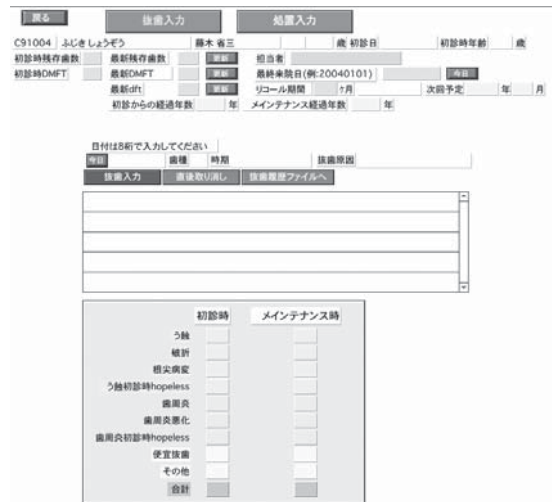 戻る 抜歯入力 処置入力
C91004 ふじき しょうぞう 藤木 省三 歳 初診日 初診時年齢 歳
初診時残存歯数 最新残存歯数 更新 担当者
初診時DMFT 最新DMFT 更新 最終来院日(例:20040101) 今日
最新dft 更新 リコール期間 ヶ月 次回予定 年 月
初診からの経過年数 年 メインテナンス経過年数 年
日付は8桁で入力してください
今日 歯種 時期 抜歯原因
抜歯入力 直後取り消し 抜歯履歴ファイルへ
初診時 メインテナンス時
う蝕
破折
根尖病変
う蝕初診時hopeless
歯周炎
歯周炎悪化
歯周炎初診時hopeless
便宜抜歯
その他
合計